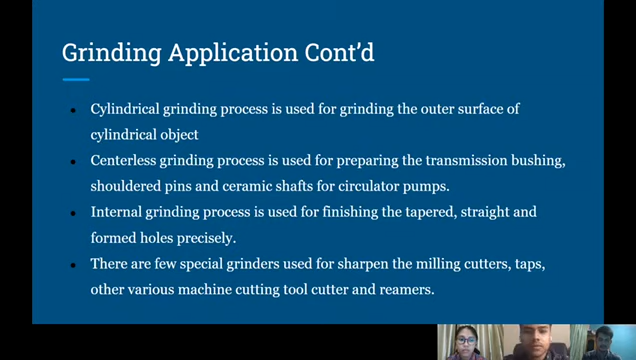 Grinding Application Cont'd
Cylindrical grinding process is used for grinding the outer surface of
cylindrical object
Centerless grinding process is used for preparing the transmission bushing,
shouldered pins and ceramic shafts for circulator pumps.
Internal grinding process is used for finishing the tapered, straight and
formed holes precisely.
There are few special grinders used for sharpen the milling cutters, taps,
other various machine cutting tool cutter and reamers.